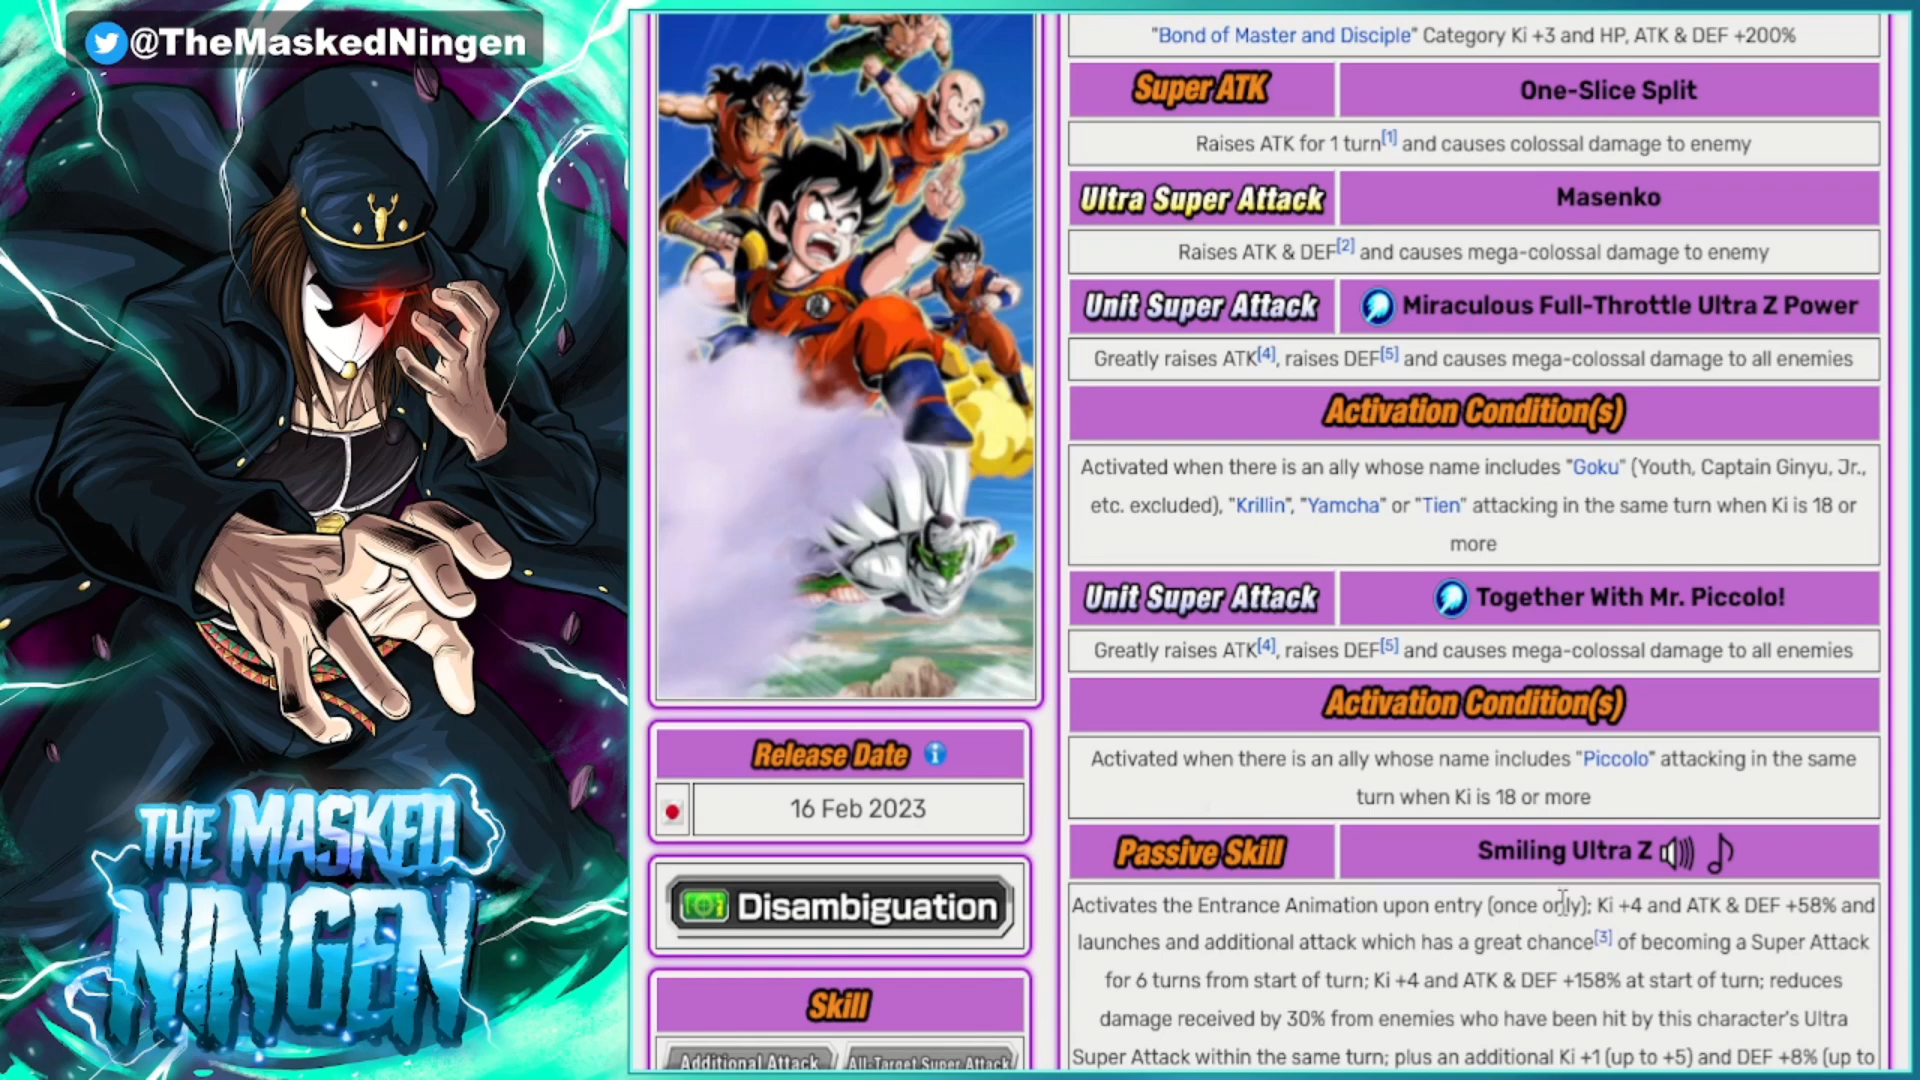 @TheMaskedNingen
THE MASKED
NINGEN
Release Date
16 Feb 2023
Disambiguation
Skill
Additional Attack
All-Target Super Attack
"Bond of Master and Disciple" Category Ki +3 and HP, ATK & DEF +200%
Super ATK
One-Slice Split
Raises ATK for 1 turn[1] and causes colossal damage to enemy
Ultra Super Attack
Masenko
Raises ATK & DEF[2] and causes mega-colossal damage to enemy
Unit Super Attack
Miraculous Full-Throttle Ultra Z Power
Greatly raises ATK[4], raises DEF[5] and causes mega-colossal damage to all enemies
Activation Condition(s)
Activated when there is an ally whose name includes "Goku" (Youth, Captain Ginyu, Jr.,
etc. excluded), "Krillin", "Yamcha" or "Tien" attacking in the same turn when Ki is 18 or
more
Unit Super Attack
Together With Mr. Piccolo!
Greatly raises ATK[4], raises DEF[5] and causes mega-colossal damage to all enemies
Activation Condition(s)
Activated when there is an ally whose name includes "Piccolo" attacking in the same
turn when Ki is 18 or more
Passive Skill
Smiling Ultra Z
Activates the Entrance Animation upon entry (once only); Ki +4 and ATK & DEF +58% and
launches and additional attack which has a great chance[3] of becoming a Super Attack
for 6 turns from start of turn; Ki +4 and ATK & DEF +158% at start of turn; reduces
damage received by 30% from enemies who have been hit by this character's Ultra
Super Attack within the same turn; plus an additional Ki +1 (up to +5) and DEF +8% (up to